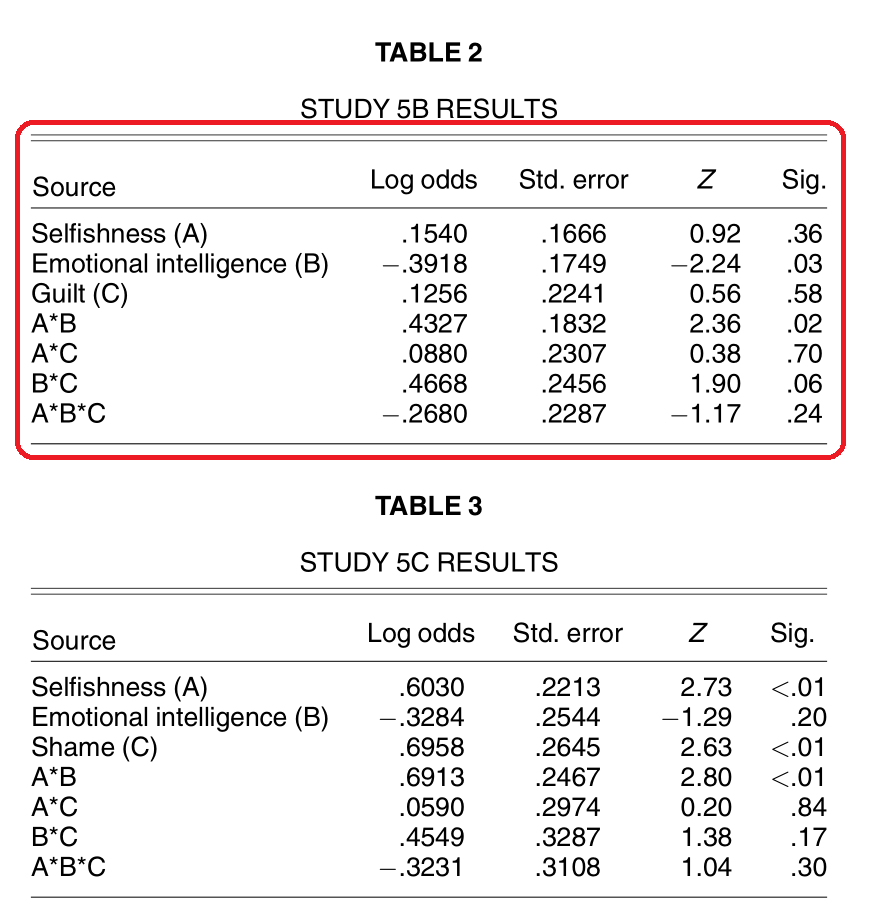 TABLE 2
STUDY 5B RESULTS
Source Log odds Std. error Z Sig.
Selfishness (A) .1540 .1666 0.92 .36
Emotional intelligence (B) −.3918 .1749 −2.24 .03
Guilt (C) .1256 .2241 0.56 .58
A*B .4327 .1832 2.36 .02
A*C .0880 .2307 0.38 .70
B*C .4668 .2456 1.90 .06
A*B*C −.2680 .2287 −1.17 .24
TABLE 3
STUDY 5C RESULTS
Source Log odds Std. error Z Sig.
Selfishness (A) .6030 .2213 2.73 <.01
Emotional intelligence (B) −.3284 .2544 −1.29 .20
Shame (C) .6958 .2645 2.63 <.01
A*B .6913 .2467 2.80 <.01
A*C .0590 .2974 0.20 .84
B*C .4549 .3287 1.38 .17
A*B*C −.3231 .3108 1.04 .30